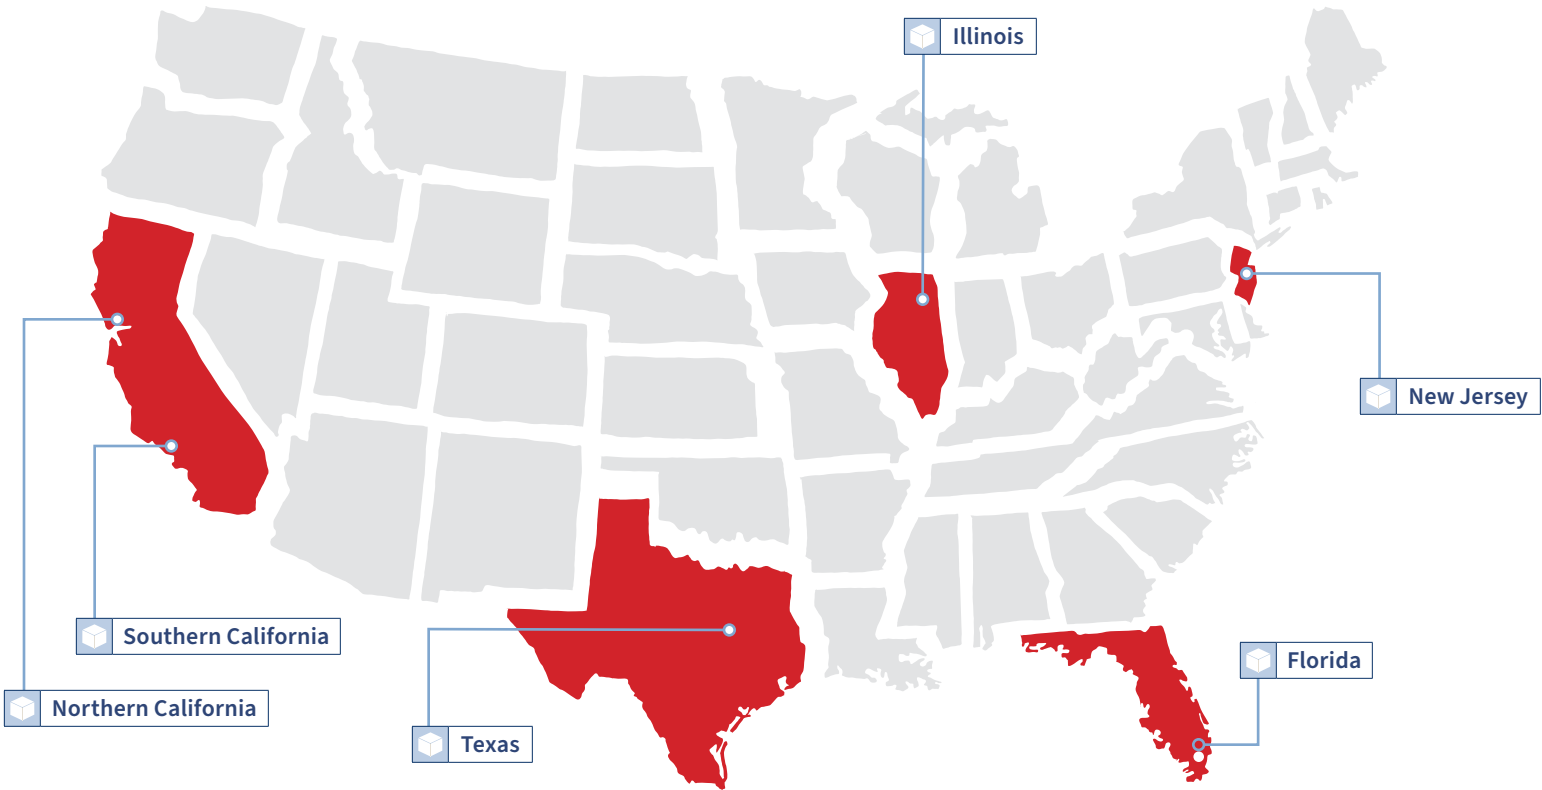 Illinois
New Jersey
Southern California
Florida
Northern California
Texas